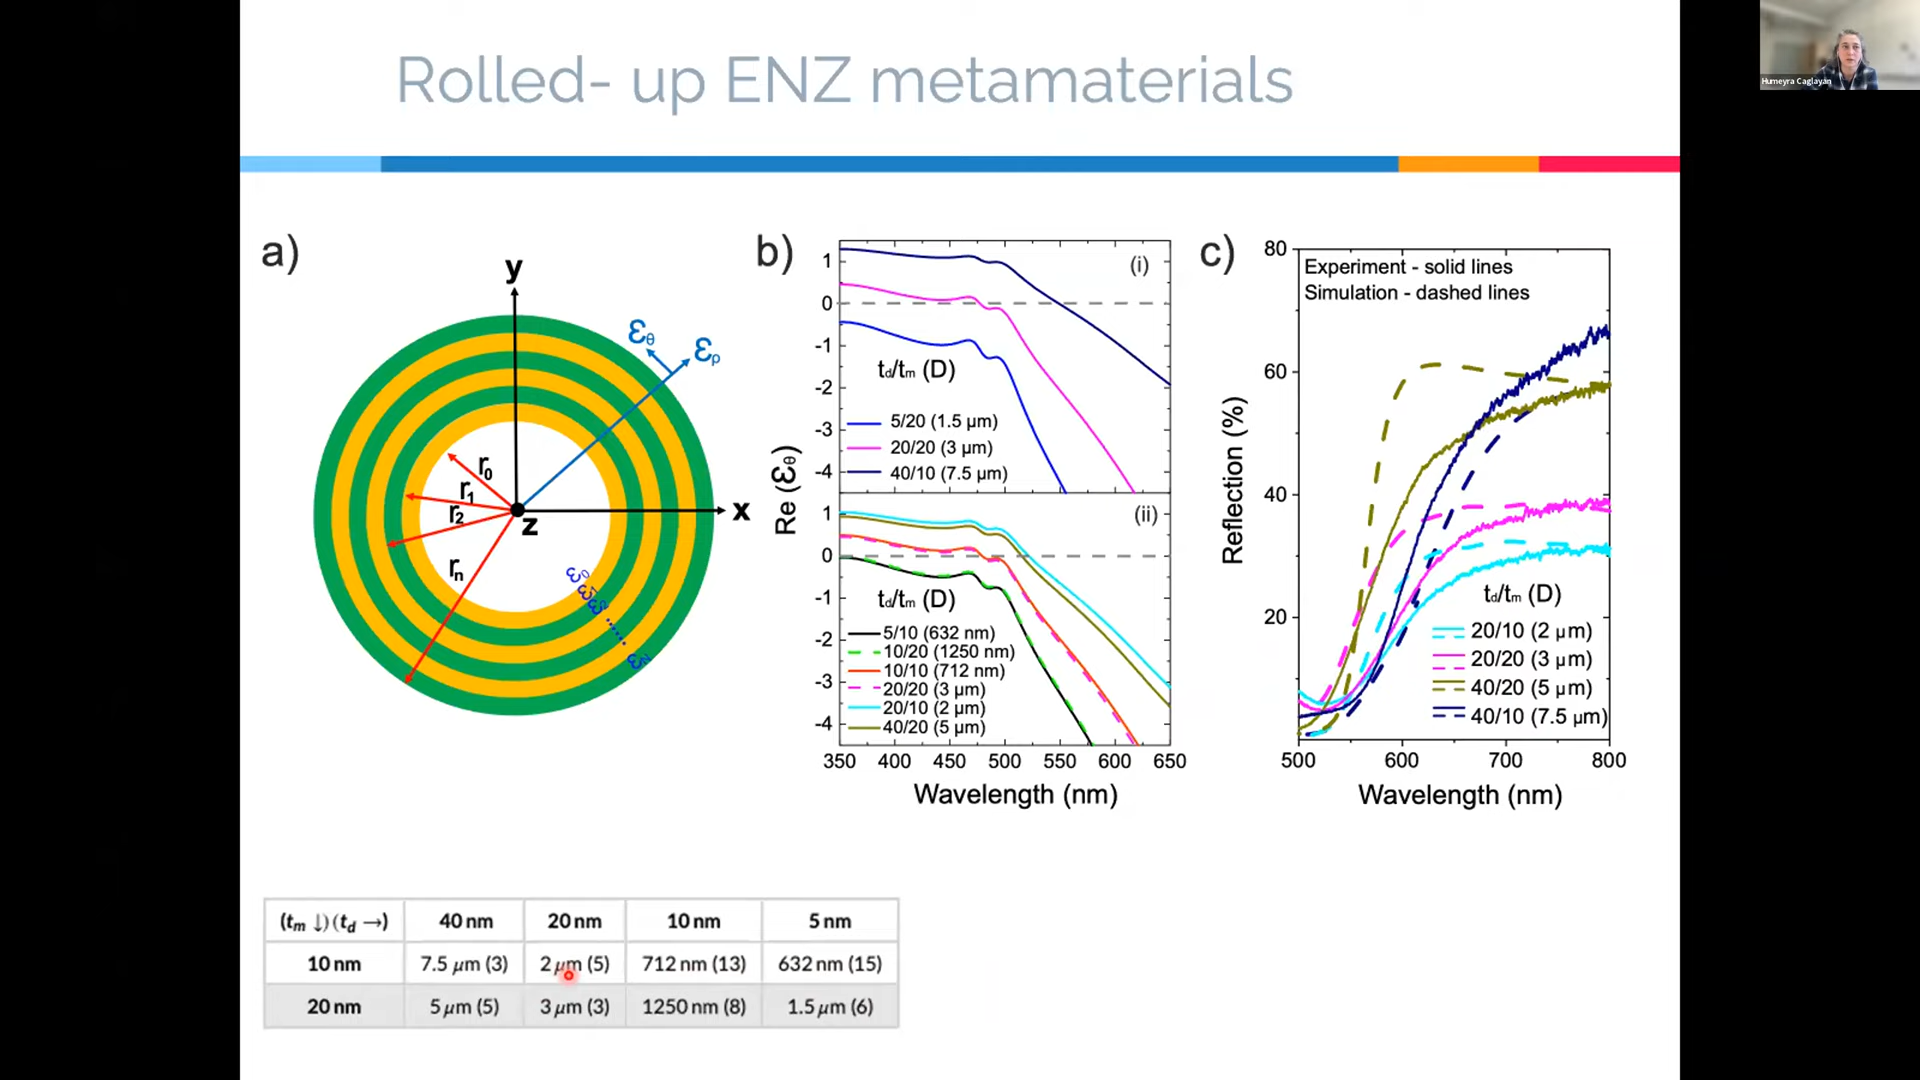 Rolled- up ENZ metamaterials
Humeyra Caglayan
a)
y
εθ
ερ
r0
r1
r2
rn
z
x
b)
(i)
1
0
-1
-2
-3
-4
td/tm (D)
5/20 (1.5 µm)
20/20 (3 µm)
40/10 (7.5 µm)
Re (εθ)
(ii)
1
0
-1
-2
-3
-4
td/tm (D)
5/10 (632 nm)
10/20 (1250 nm)
10/10 (712 nm)
20/20 (3 µm)
20/10 (2 µm)
40/20 (5 µm)
350 400 450 500 550 600 650
Wavelength (nm)
c)
80
60
40
20
Reflection (%)
Experiment - solid lines
Simulation - dashed lines
td/tm (D)
20/10 (2 µm)
20/20 (3 µm)
40/20 (5 µm)
40/10 (7.5 µm)
500 600 700 800
Wavelength (nm)
(tm ↓) (td →) 40 nm 20 nm 10 nm 5 nm
10 nm 7.5 µm (3) 2 µm (5) 712 nm (13) 632 nm (15)
20 nm 5 µm (5) 3 µm (3) 1250 nm (8) 1.5 µm (6)